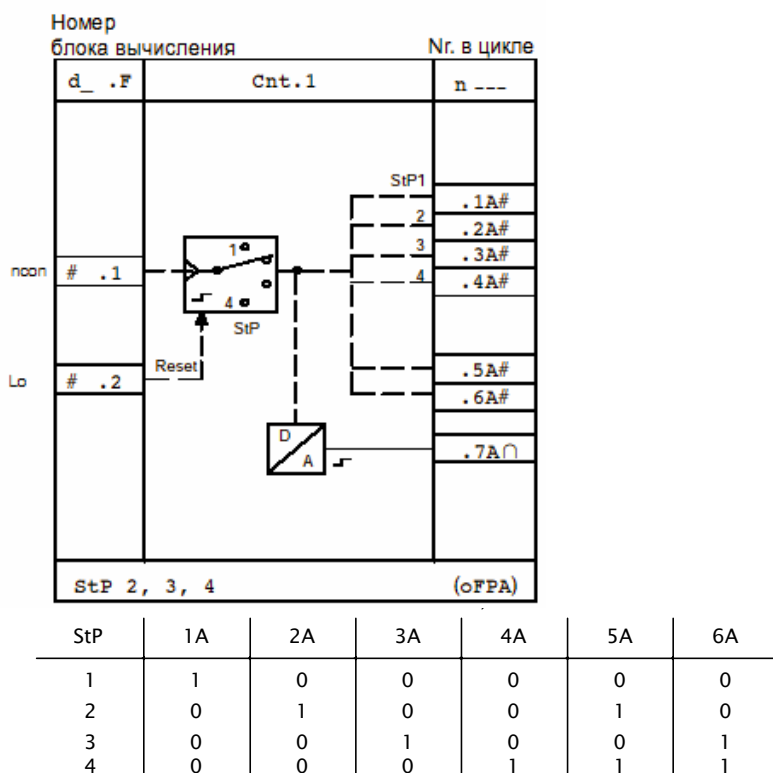 Номер
блока вычисления Nr. в цикле
d_ .F Cnt.1 n ---
StP1
.1A#
2
.2A#
1
3
.3A#
ncon # .1
4
.4A#
4
StP
Reset
Lo # .2
.5A#
.6A#
D
A
.7A∩
StP 2, 3, 4 (oFPA)
StP 1A 2A 3A 4A 5A 6A
1 1 0 0 0 0 0
2 0 1 0 0 1 0
3 0 0 1 0 0 1
4 0 0 0 1 1 1